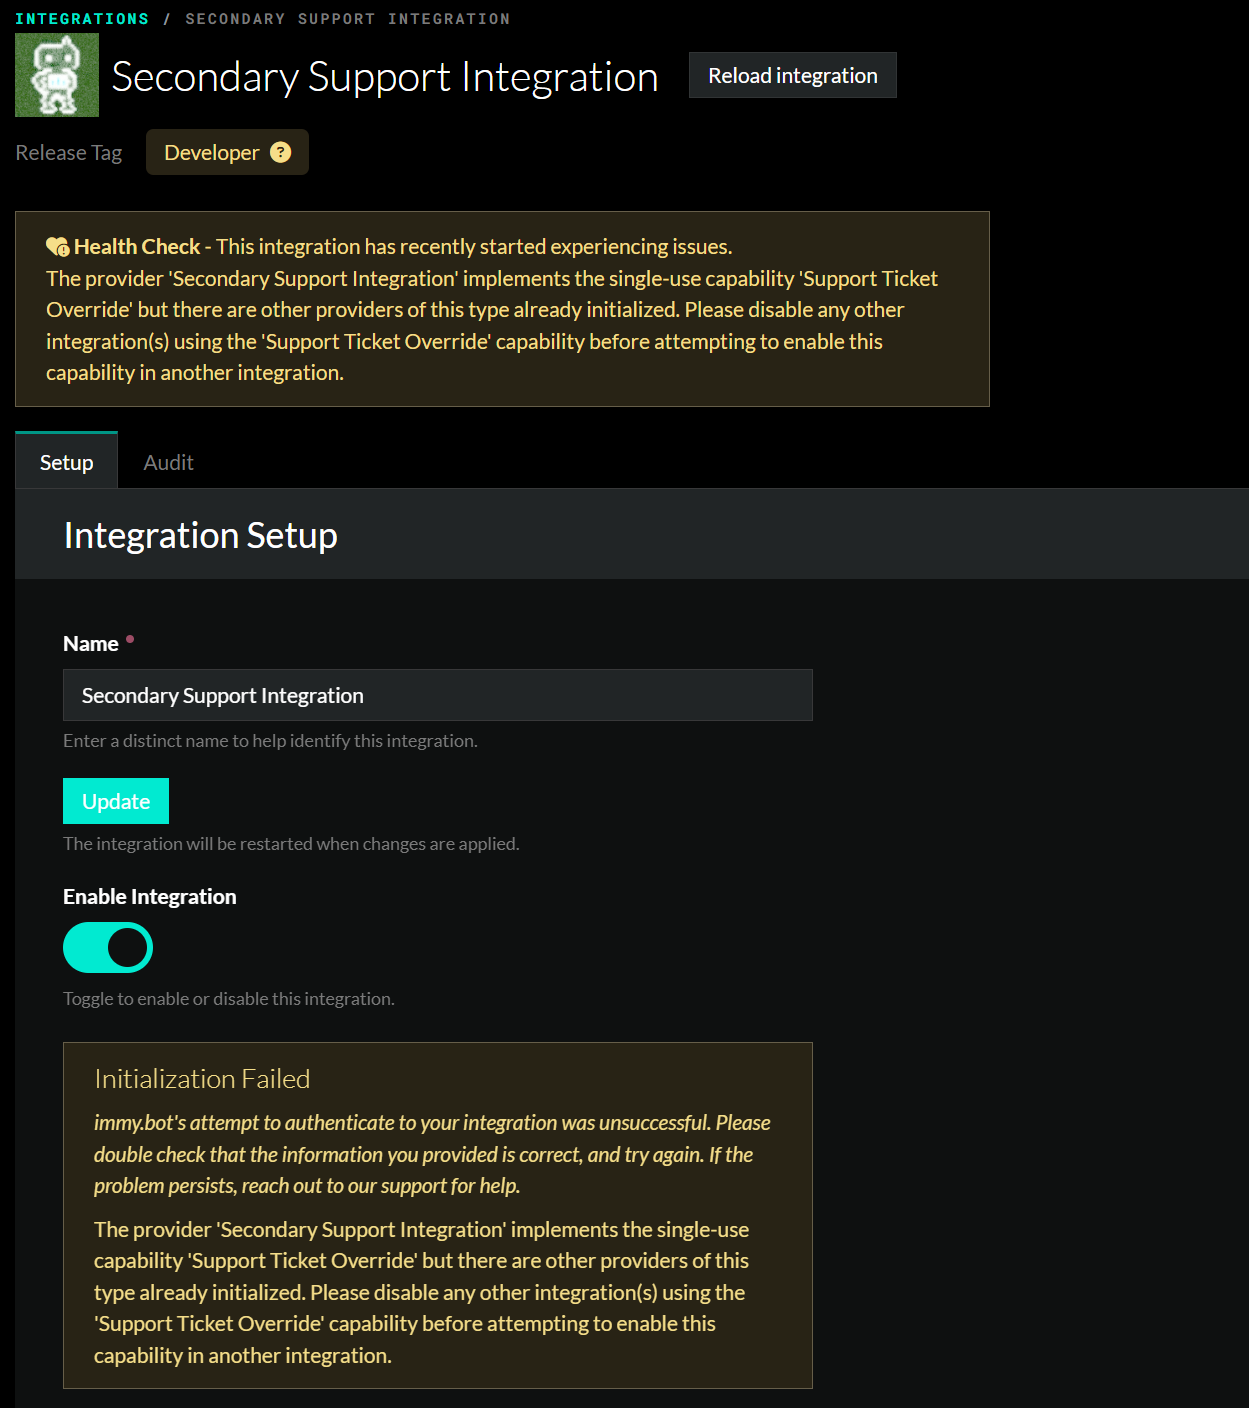 INTEGRATIONS / SECONDARY SUPPORT INTEGRATION
Secondary Support Integration
Reload integration
Release Tag
Developer ?
Health Check - This integration has recently started experiencing issues.
The provider 'Secondary Support Integration' implements the single-use capability 'Support Ticket
Override' but there are other providers of this type already initialized. Please disable any other
integration(s) using the 'Support Ticket Override' capability before attempting to enable this
capability in another integration.
Setup
Audit
Integration Setup
Name
Secondary Support Integration
Enter a distinct name to help identify this integration.
Update
The integration will be restarted when changes are applied.
Enable Integration
Toggle to enable or disable this integration.
Initialization Failed
immy.bot's attempt to authenticate to your integration was unsuccessful. Please
double check that the information you provided is correct, and try again. If the
problem persists, reach out to our support for help.
The provider 'Secondary Support Integration' implements the single-use
capability 'Support Ticket Override' but there are other providers of this
type already initialized. Please disable any other integration(s) using the
'Support Ticket Override' capability before attempting to enable this
capability in another integration.